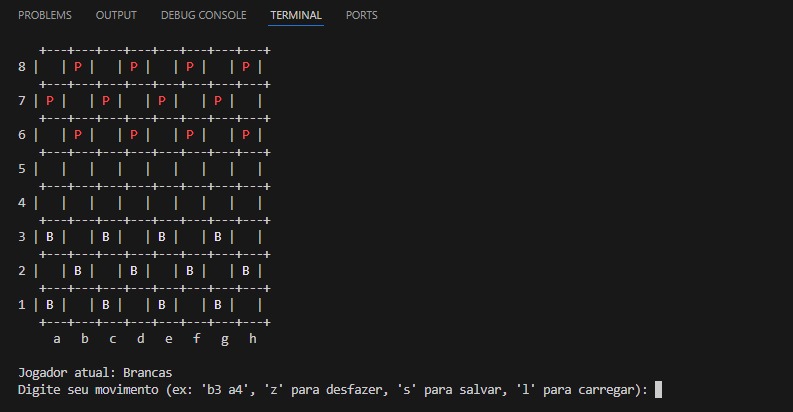 PROBLEMS OUTPUT DEBUG CONSOLE TERMINAL PORTS
  +---+---+---+---+---+---+---+---+
8 |   | P |   | P |   | P |   | P |
  +---+---+---+---+---+---+---+---+
7 | P |   | P |   | P |   | P |   |
  +---+---+---+---+---+---+---+---+
6 |   | P |   | P |   | P |   | P |
  +---+---+---+---+---+---+---+---+
5 |   |   |   |   |   |   |   |   |
  +---+---+---+---+---+---+---+---+
4 |   |   |   |   |   |   |   |   |
  +---+---+---+---+---+---+---+---+
3 | B |   | B |   | B |   | B |   |
  +---+---+---+---+---+---+---+---+
2 |   | B |   | B |   | B |   | B |
  +---+---+---+---+---+---+---+---+
1 | B |   | B |   | B |   | B |   |
  +---+---+---+---+---+---+---+---+
    a   b   c   d   e   f   g   h
Jogador atual: Brancas
Digite seu movimento (ex: 'b3 a4', 'z' para desfazer, 's' para salvar, 'l' para carregar):